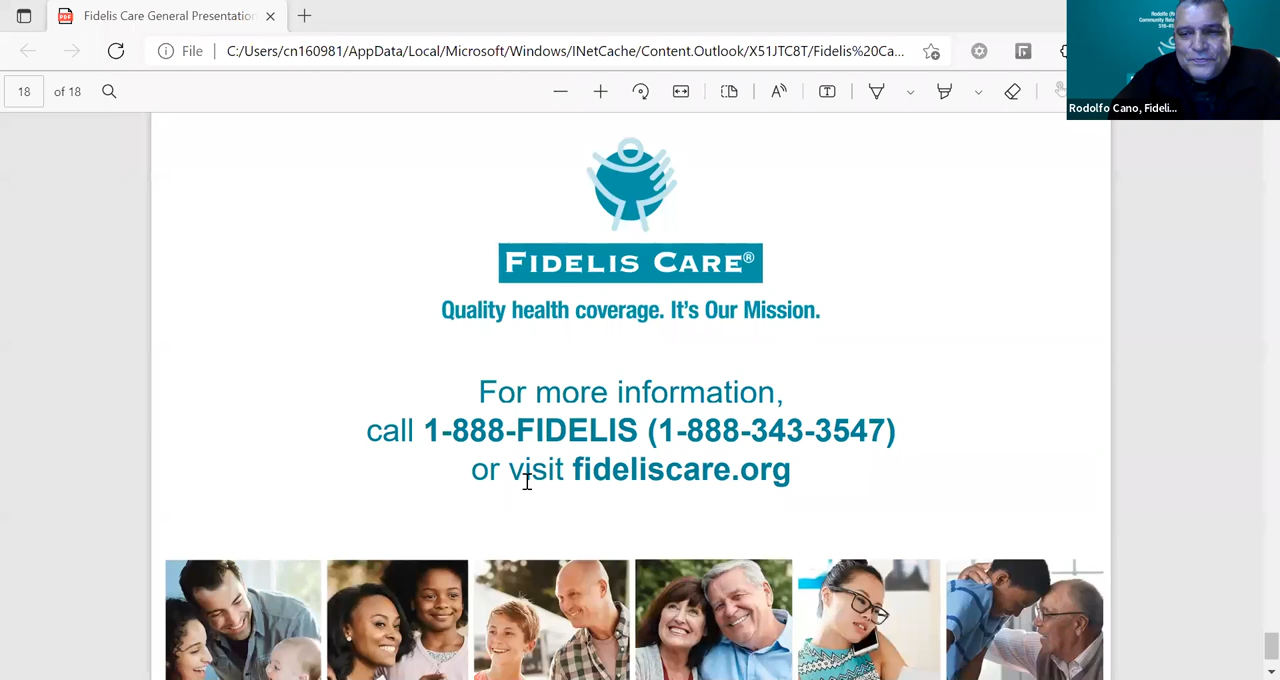 Fidelis Care General Presentation
File
C:/Users/cn160981/AppData/Local/Microsoft/Windows/INetCache/Content.Outlook/X51JTC8T/Fidelis%20Ca...
18 of 18
Rodolfo Cano, Fideli...
FIDELIS CARE®
Quality health coverage. It's Our Mission.
For more information,
call 1-888-FIDELIS (1-888-343-3547)
or visit fideliscare.org